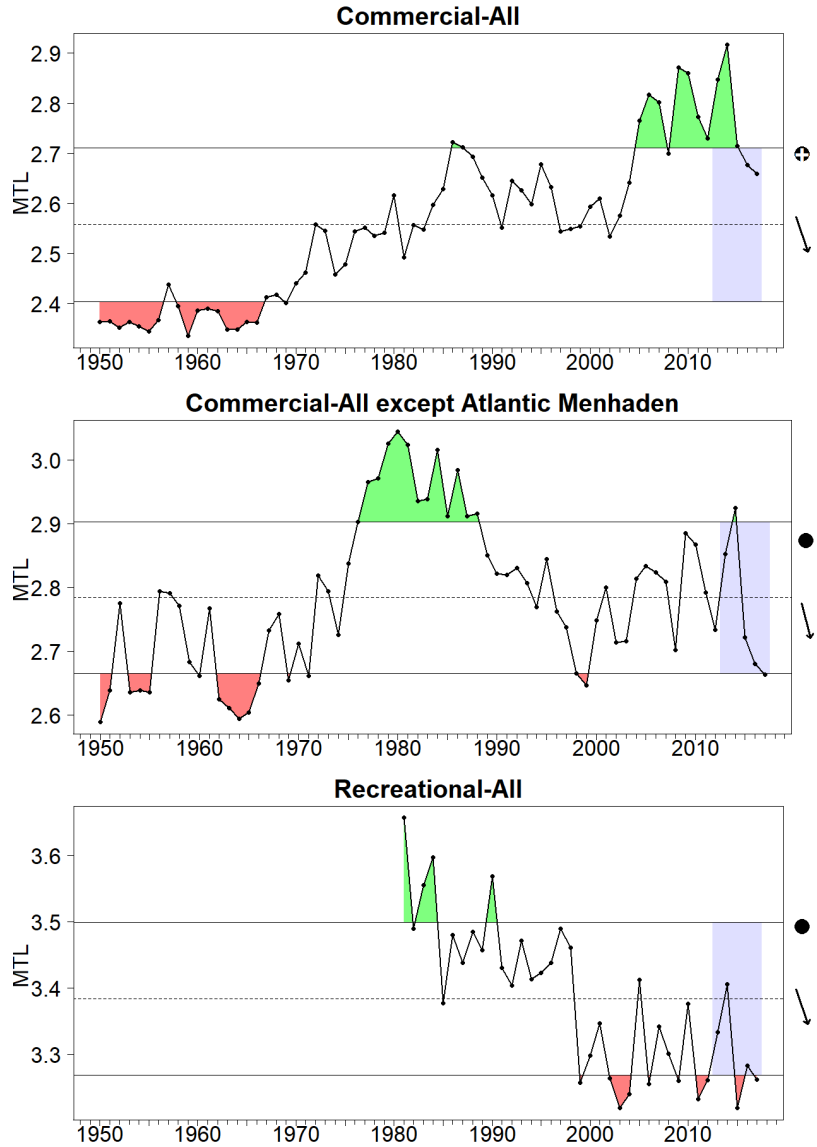 Commercial-All
MTL
2.9
2.8
2.7
2.6
2.5
2.4
1950 1960 1970 1980 1990 2000 2010
Commercial-All except Atlantic Menhaden
MTL
3.0
2.9
2.8
2.7
2.6
1950 1960 1970 1980 1990 2000 2010
Recreational-All
MTL
3.6
3.5
3.4
3.3
1950 1960 1970 1980 1990 2000 2010